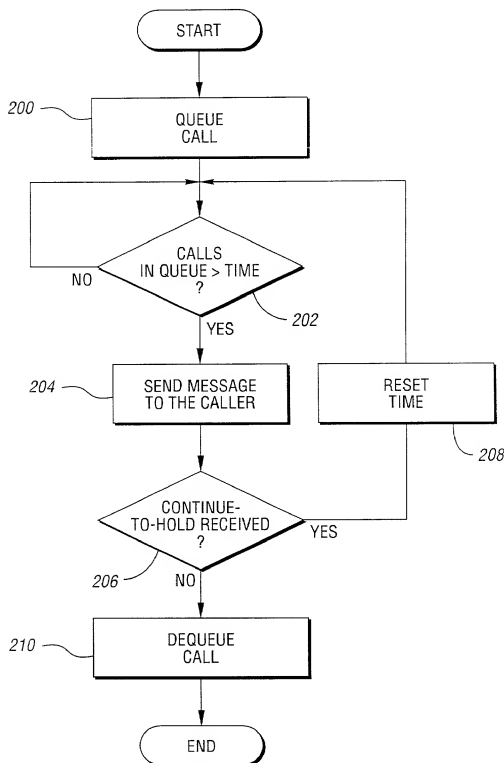 START
200
QUEUE
CALL
CALLS
IN QUEUE > TIME
?
NO
202
YES
204
SEND MESSAGE
TO THE CALLER
RESET
TIME
208
CONTINUE-
TO-HOLD RECEIVED
?
YES
206
NO
210
DEQUEUE
CALL
END